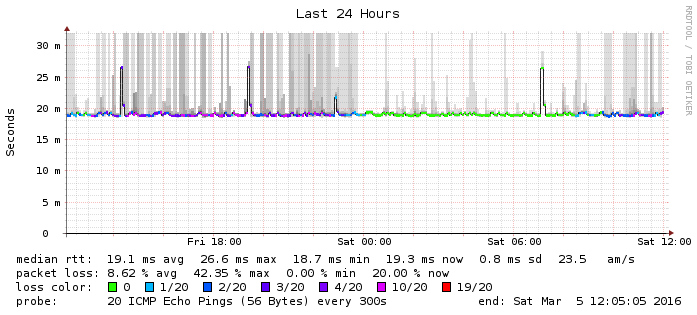 Last 24 Hours
RRDTOOL / TOBI OETIKER
Seconds
30 m
25 m
20 m
15 m
10 m
5 m
0
Fri 18:00 Sat 00:00 Sat 06:00 Sat 12:00
median rtt: 19.1 ms avg 26.6 ms max 18.7 ms min 19.3 ms now 0.8 ms sd 23.5 am/s
packet loss: 8.62 % avg 42.35 % max 0.00 % min 20.00 % now
loss color: 0 1/20 2/20 3/20 4/20 10/20 19/20
probe: 20 ICMP Echo Pings (56 Bytes) every 300s end: Sat Mar 5 12:05:05 2016